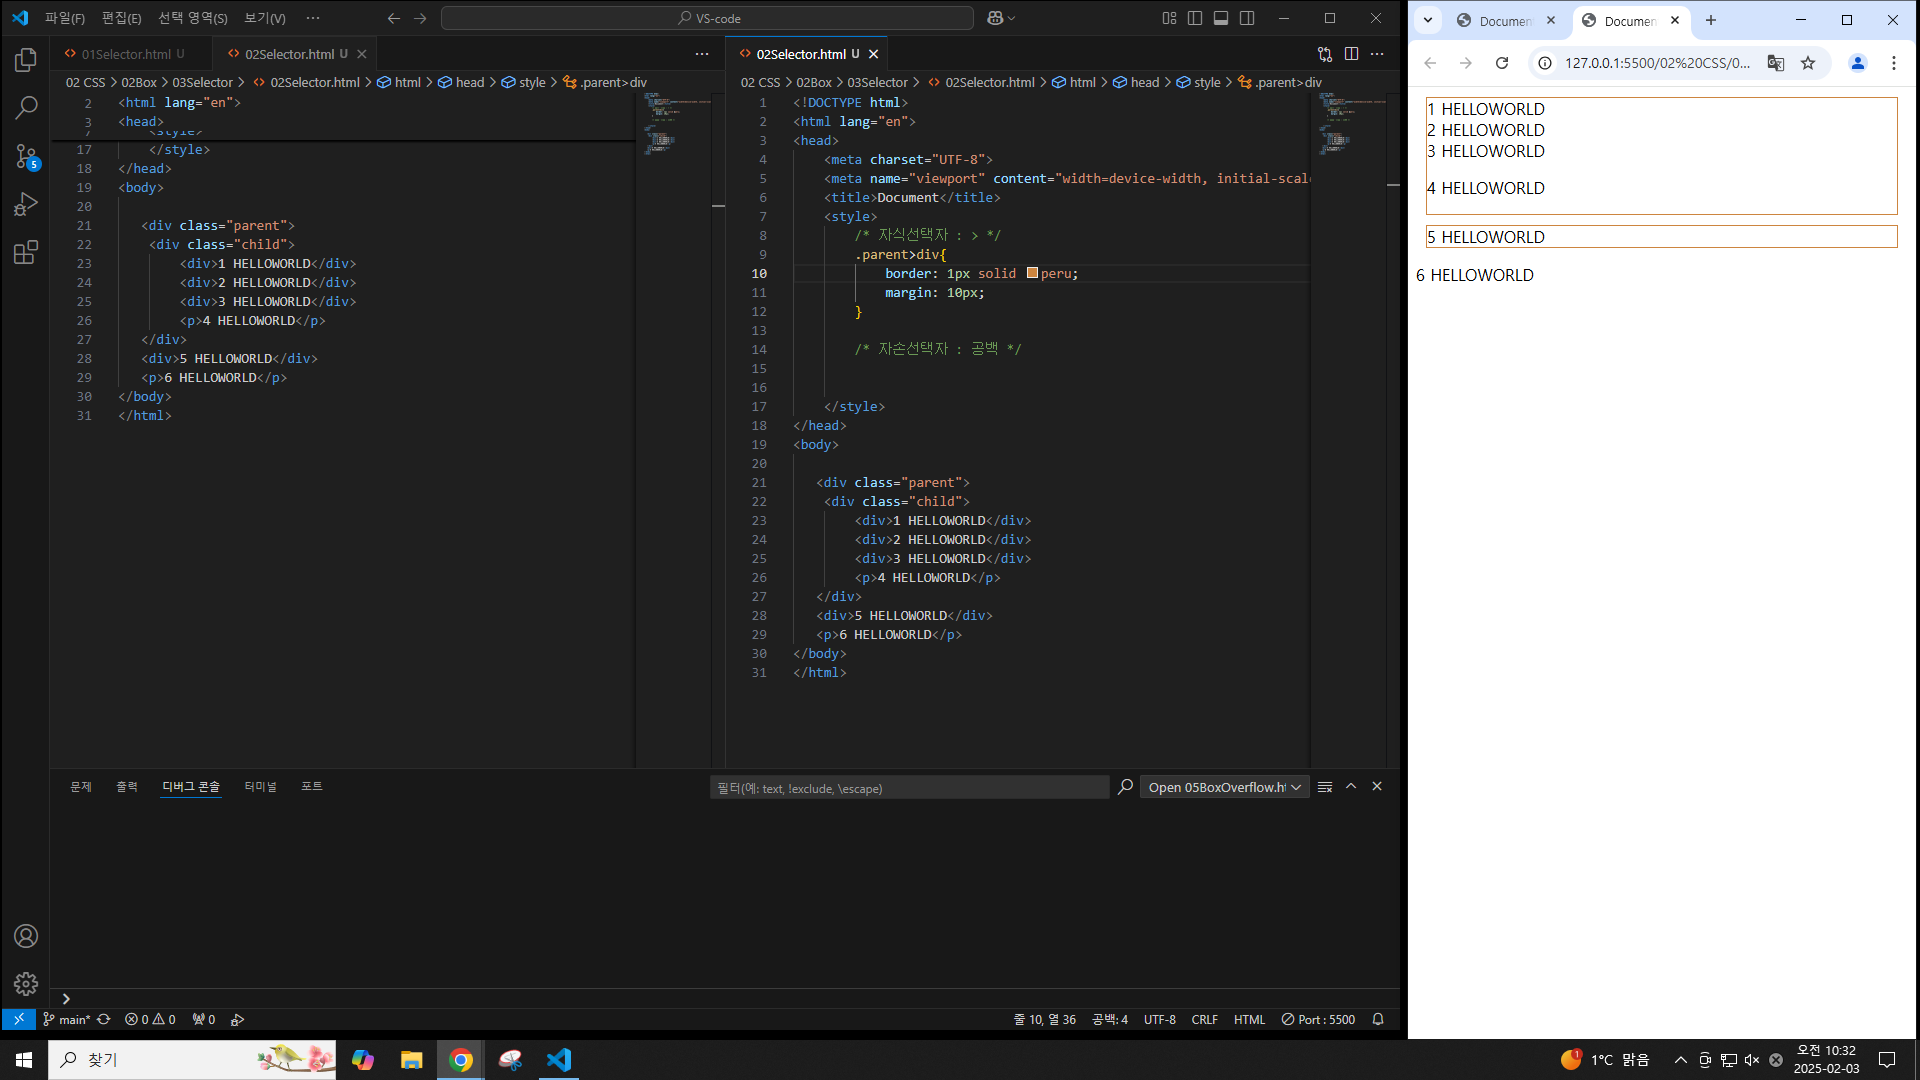 파일(F) 편집(E) 선택 영역(S) 보기(V) ··· VS-code
01Selector.html U 02Selector.html U
02 CSS > 02Box > 03Selector > 02Selector.html > html > head > style > .parent>div
2 <html lang="en">
3 <head>
7 <style>
17 </style>
18 </head>
19 <body>
20
21 <div class="parent">
22 <div class="child">
23 <div>1 HELLOWORLD</div>
24 <div>2 HELLOWORLD</div>
25 <div>3 HELLOWORLD</div>
26 <p>4 HELLOWORLD</p>
27 </div>
28 <div>5 HELLOWORLD</div>
29 <p>6 HELLOWORLD</p>
30 </body>
31 </html>
02Selector.html U
02 CSS > 02Box > 03Selector > 02Selector.html > html > head > style > .parent>div
1 <!DOCTYPE html>
2 <html lang="en">
3 <head>
4 <meta charset="UTF-8">
5 <meta name="viewport" content="width=device-width, initial-scal
6 <title>Document</title>
7 <style>
8 /* 자식선택자 : > */
9 .parent>div{
10 border: 1px solid peru;
11 margin: 10px;
12 }
13
14 /* 자손선택자 : 공백 */
15
16
17 </style>
18 </head>
19 <body>
20
21 <div class="parent">
22 <div class="child">
23 <div>1 HELLOWORLD</div>
24 <div>2 HELLOWORLD</div>
25 <div>3 HELLOWORLD</div>
26 <p>4 HELLOWORLD</p>
27 </div>
28 <div>5 HELLOWORLD</div>
29 <p>6 HELLOWORLD</p>
30 </body>
31 </html>
5
문제 출력 디버그 콘솔 터미널 포트 필터(예: text, !exclude, \escape) Open 05BoxOverflow.ht
main* 0 0 0 줄 10, 열 36 공백: 4 UTF-8 CRLF HTML Port : 5500
Documen Documen
127.0.0.1:5500/02%20CSS/0...
1 HELLOWORLD
2 HELLOWORLD
3 HELLOWORLD
4 HELLOWORLD
5 HELLOWORLD
6 HELLOWORLD
찾기 1 1°C 맑음 오전 10:32
2025-02-03